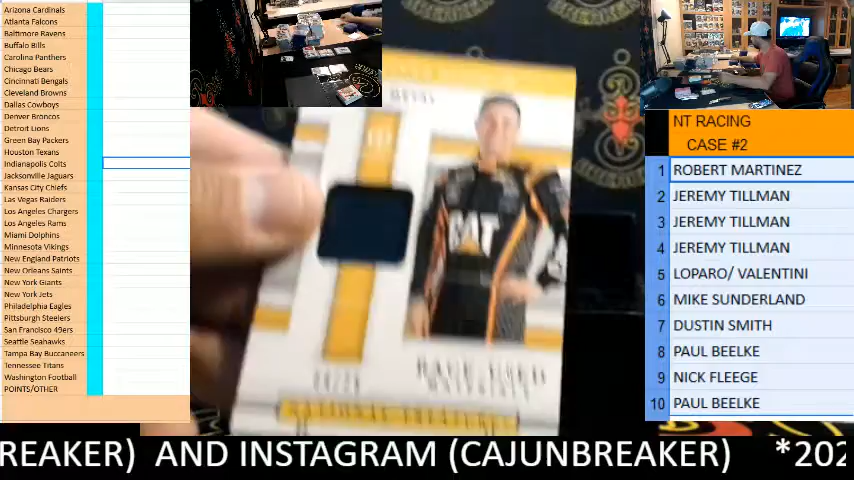 Arizona Cardinals
Atlanta Falcons
Baltimore Ravens
Buffalo Bills
Carolina Panthers
Chicago Bears
Cincinnati Bengals
Cleveland Browns
Dallas Cowboys
Denver Broncos
Detroit Lions
Green Bay Packers
Houston Texans
Indianapolis Colts
Jacksonville Jaguars
Kansas City Chiefs
Las Vegas Raiders
Los Angeles Chargers
Los Angeles Rams
Miami Dolphins
Minnesota Vikings
New England Patriots
New Orleans Saints
New York Giants
New York Jets
Philadelphia Eagles
Pittsburgh Steelers
San Francisco 49ers
Seattle Seahawks
Tampa Bay Buccaneers
Tennessee Titans
Washington Football
POINTS/OTHER
CAT
RACE USED
MATERIALS
NATIONAL TREASURES
NT RACING
CASE #2
1 ROBERT MARTINEZ
2 JEREMY TILLMAN
3 JEREMY TILLMAN
4 JEREMY TILLMAN
5 LOPARO/ VALENTINI
6 MIKE SUNDERLAND
7 DUSTIN SMITH
8 PAUL BEELKE
9 NICK FLEEGE
10 PAUL BEELKE
REAKER) AND INSTAGRAM (CAJUNBREAKER) *202